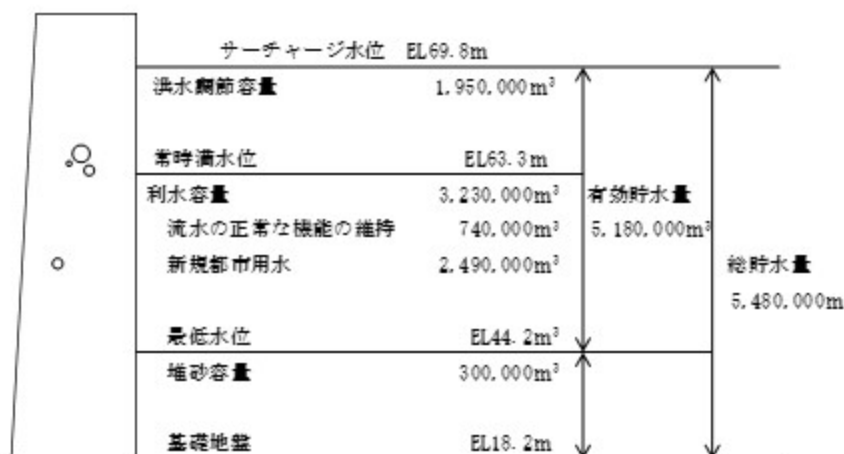 サーチャージ水位 EL69.8m
洪水調節容量 1,950,000m³
常時満水位 EL63.3m
利水容量 3,230,000m³ 有効貯水量
流水の正常な機能の維持 740,000m³ 5,180,000m³
新規都市用水 2,490,000m³ 総貯水量
5,480,000m
最低水位 EL44.2m³
堆砂容量 300,000m³
基礎地盤 EL18.2m